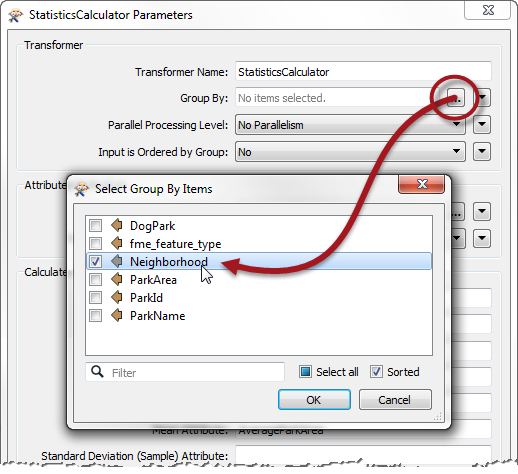 StatisticsCalculator Parameters
Transformer
Transformer Name: StatisticsCalculator
Group By: No items selected.
Parallel Processing Level: No Parallelism
Input is Ordered by Group: No
Attribute
Select Group By Items
DogPark
fme_feature_type
Neighborhood
ParkArea
ParkId
ParkName
Filter
Select all
Sorted
OK
Cancel
Calculate
Mean Attribute: AverageParkArea
Standard Deviation (Sample) Attribute: